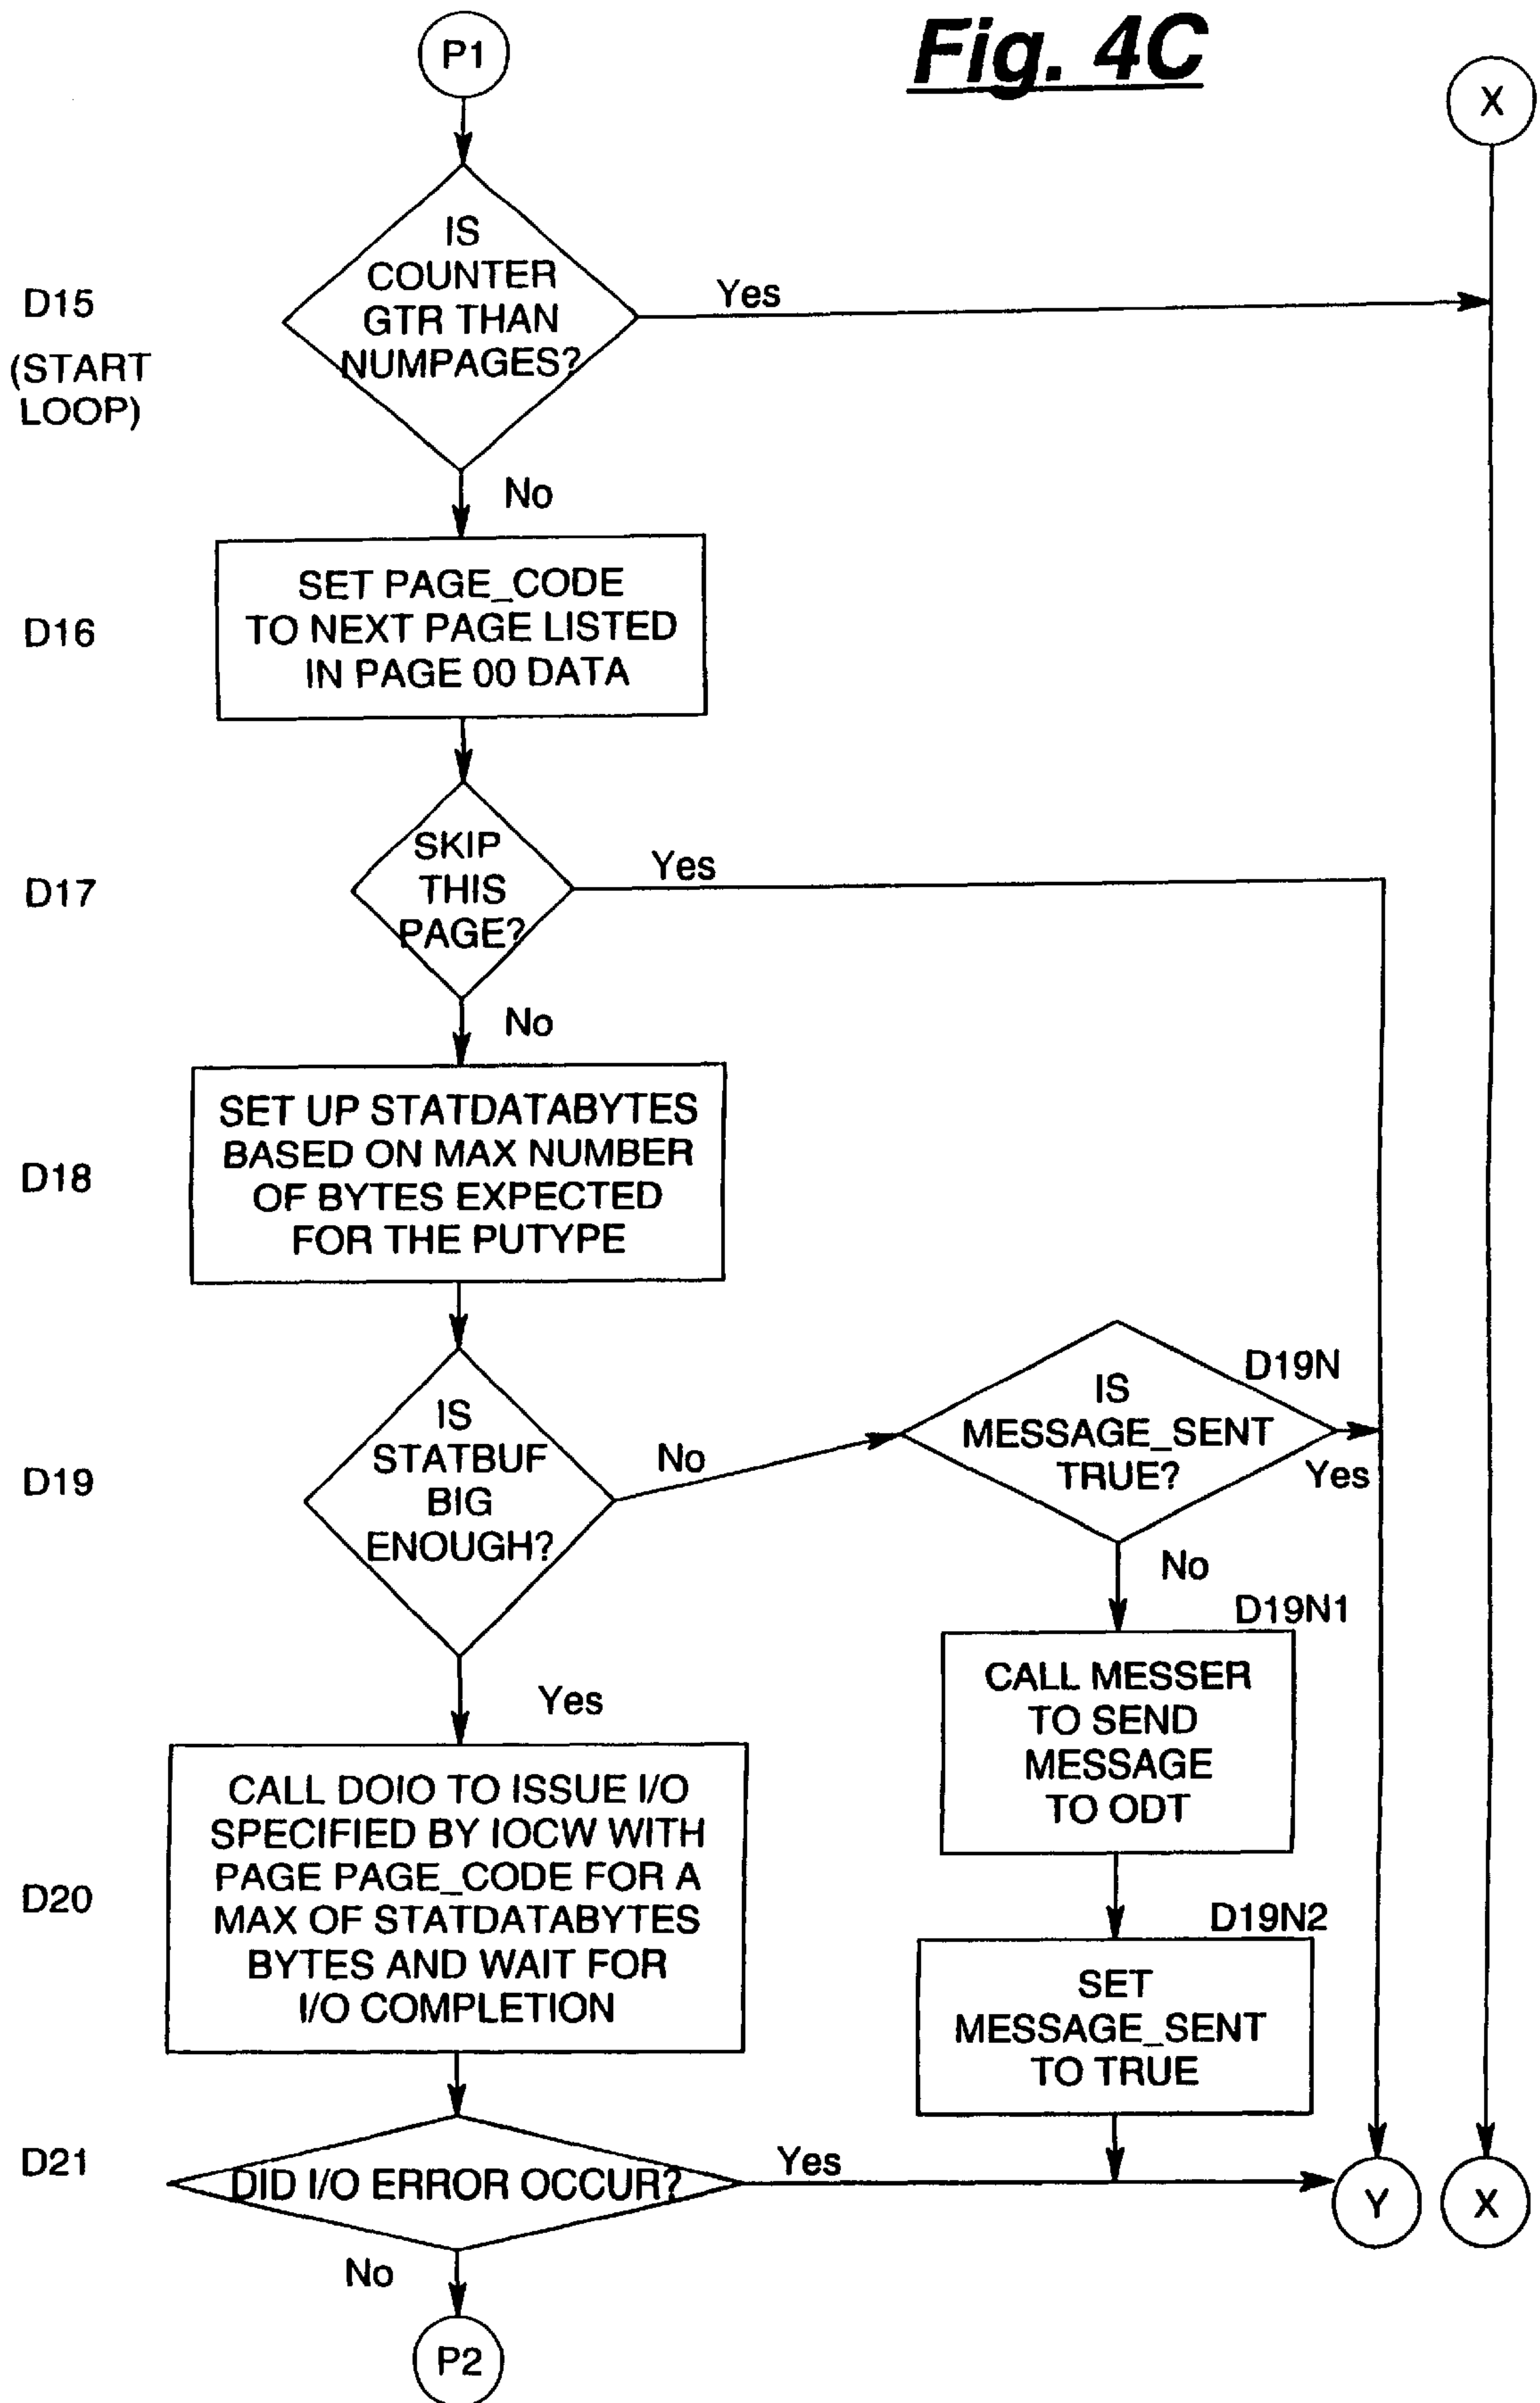 Fig. 4C
P1
X
IS
COUNTER
GTR THAN
NUMPAGES?
D15
(START
LOOP)
Yes
No
SET PAGE_CODE
TO NEXT PAGE LISTED
IN PAGE 00 DATA
D16
SKIP
THIS
PAGE?
D17
Yes
No
SET UP STATDATABYTES
BASED ON MAX NUMBER
OF BYTES EXPECTED
FOR THE PUTYPE
D18
IS
STATBUF
BIG
ENOUGH?
D19
No
D19N
IS
MESSAGE_SENT
TRUE?
Yes
No
D19N1
CALL MESSER
TO SEND
MESSAGE
TO ODT
Yes
CALL DOIO TO ISSUE I/O
SPECIFIED BY IOCW WITH
PAGE PAGE_CODE FOR A
MAX OF STATDATABYTES
BYTES AND WAIT FOR
I/O COMPLETION
D20
D19N2
SET
MESSAGE_SENT
TO TRUE
D21
DID I/O ERROR OCCUR?
Yes
Y
X
No
P2